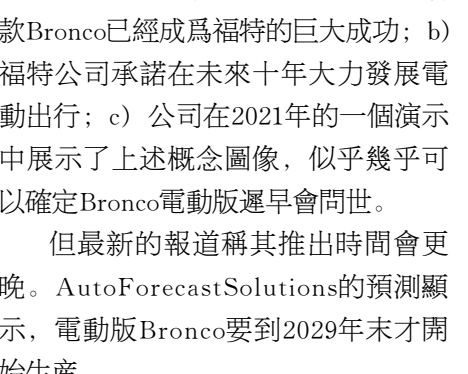 款Bronco已經成爲福特的巨大成功；b)
福特公司承諾在未來十年大力發展電
動出行；c）公司在2021年的一個演示
中展示了上述概念圖像，似乎幾乎可
以確定Bronco電動版遲早會問世。
但最新的報道稱其推出時間會更
晚。AutoForecastSolutions的預測顯
示，電動版Bronco要到2029年末才開
始生産